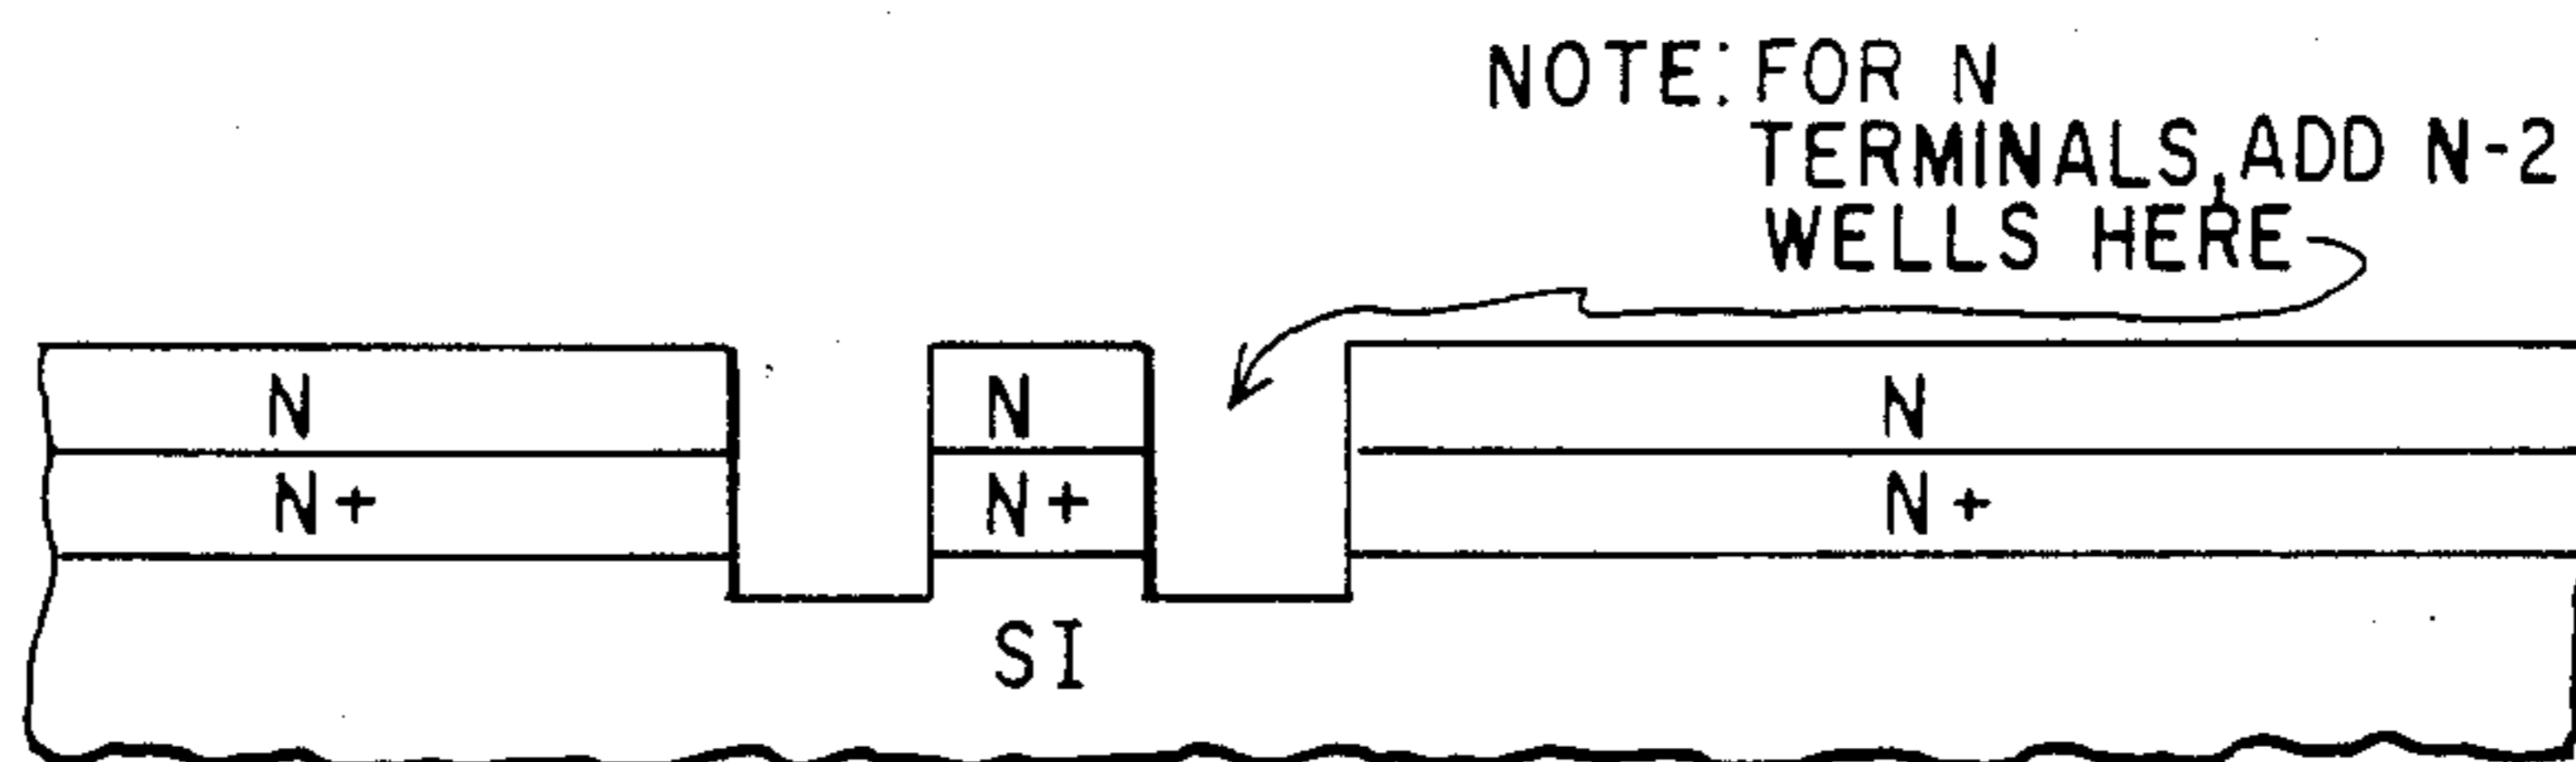 NOTE: FOR N
TERMINALS, ADD N-2
WELLS HERE
N N N
N+ N+ N+
SI